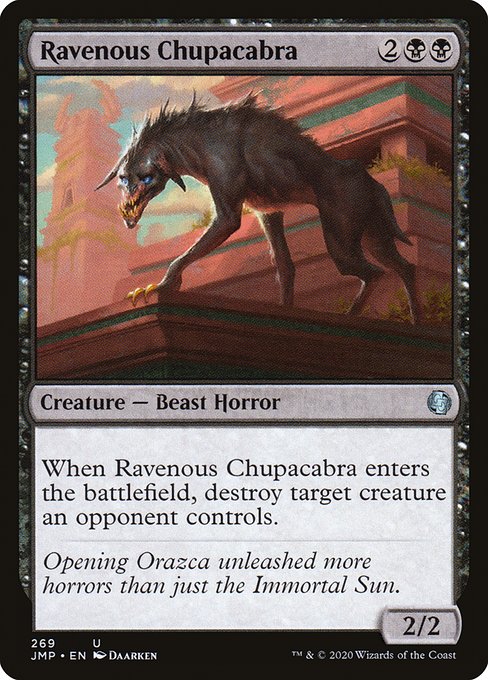 Ravenous Chupacabra 2
Creature — Beast Horror
When Ravenous Chupacabra enters
the battlefield, destroy target creature
an opponent controls.
Opening Orazca unleashed more
horrors than just the Immortal Sun.
2/2
269 U
JMP • EN Daarken ™ & © 2020 Wizards of the Coast